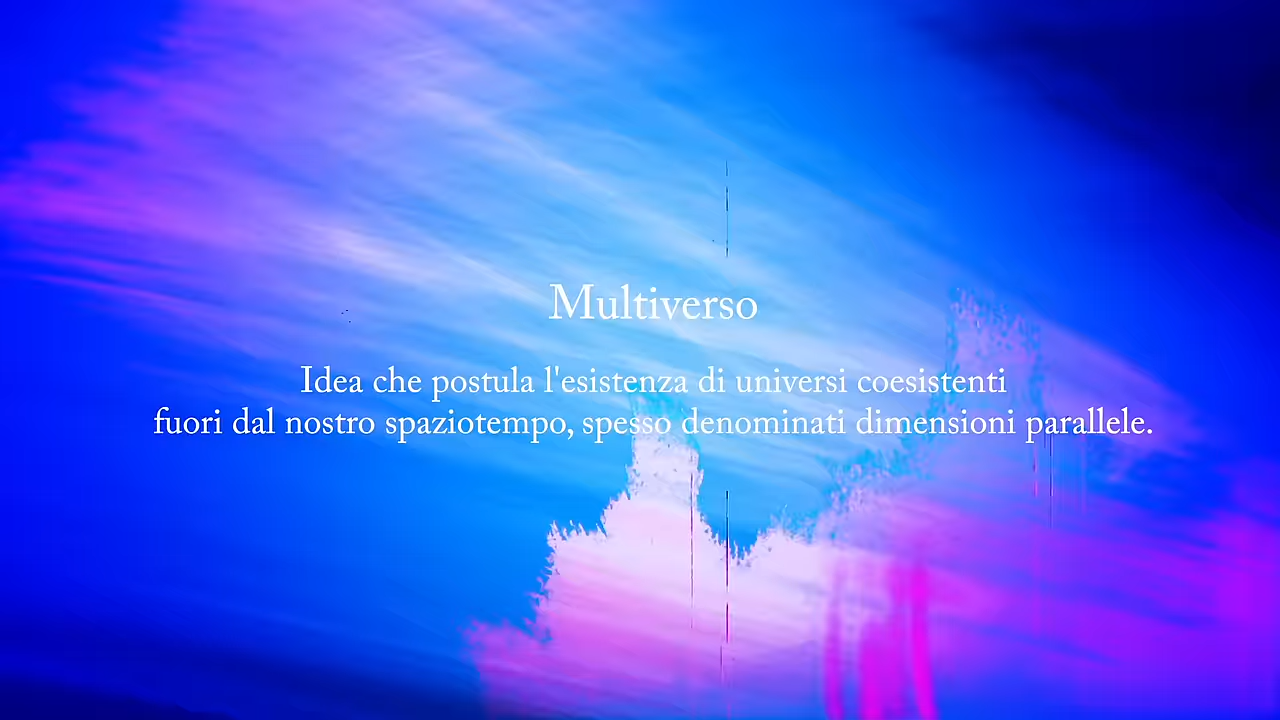 Multiverso
Idea che postula l'esistenza di universi coesistenti
fuori dal nostro spaziotempo, spesso denominati dimensioni parallele.